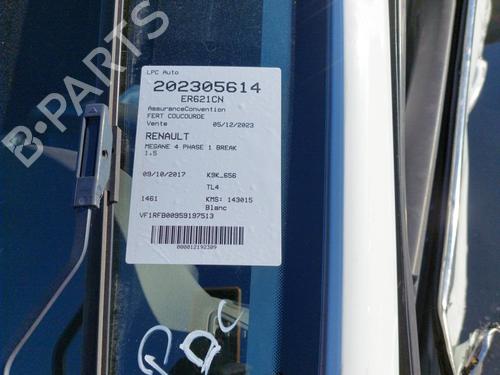 LPC Auto
202305614
ER621CN
AssuranceConvention
FERT COUCOURDE
Vente 05/12/2023
RENAULT
MEGANE 4 PHASE 1 BREAK
1.5
09/10/2017 K9K_656
TL4
1461 KMS: 143015
Blanc
VF1RFB00959197513
000012192389
B-PARTS